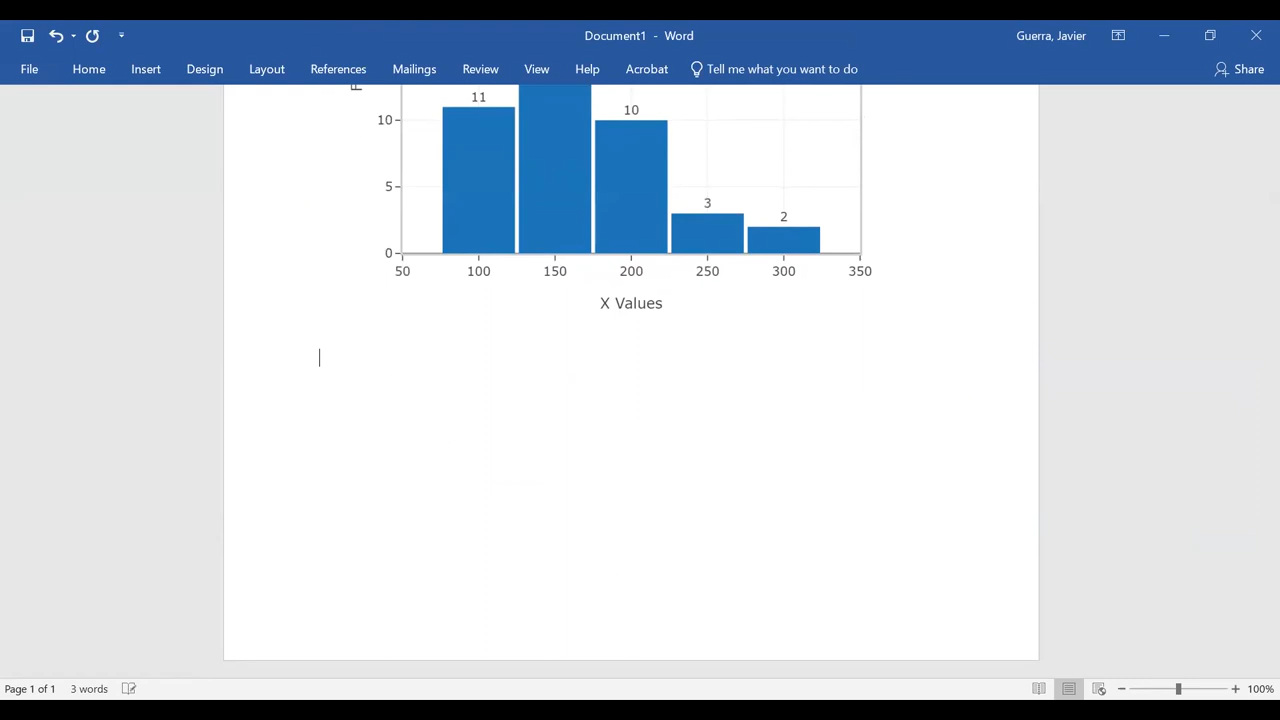 Document1 - Word
Guerra, Javier
File Home Insert Design Layout References Mailings Review View Help Acrobat Tell me what you want to do Share
11
10
10
5
3
2
0
50 100 150 200 250 300 350
X Values
Page 1 of 1 3 words 100%